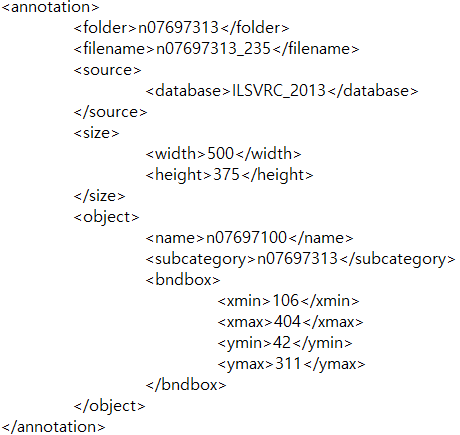 <annotation>
<folder>n07697313</folder>
<filename>n07697313_235</filename>
<source>
<database>ILSVRC_2013</database>
</source>
<size>
<width>500</width>
<height>375</height>
</size>
<object>
<name>n07697100</name>
<subcategory>n07697313</subcategory>
<bndbox>
<xmin>106</xmin>
<xmax>404</xmax>
<ymin>42</ymin>
<ymax>311</ymax>
</bndbox>
</object>
</annotation>